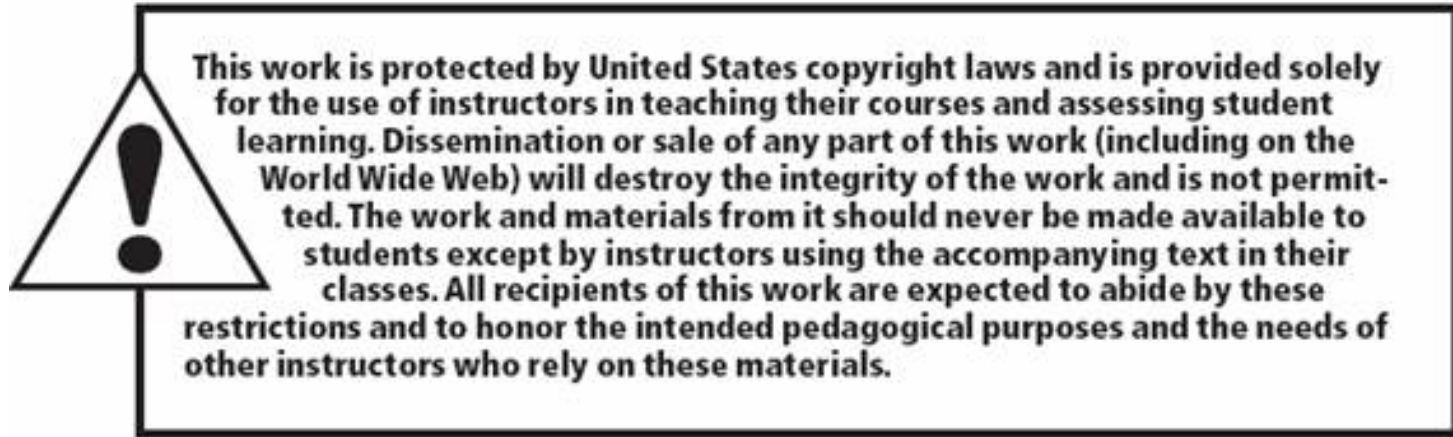 This work is protected by United States copyright laws and is provided solely
for the use of instructors in teaching their courses and assessing student
learning. Dissemination or sale of any part of this work (including on the
World Wide Web) will destroy the integrity of the work and is not permit-
ted. The work and materials from it should never be made available to
students except by instructors using the accompanying text in their
classes. All recipients of this work are expected to abide by these
restrictions and to honor the intended pedagogical purposes and the needs of
other instructors who rely on these materials.